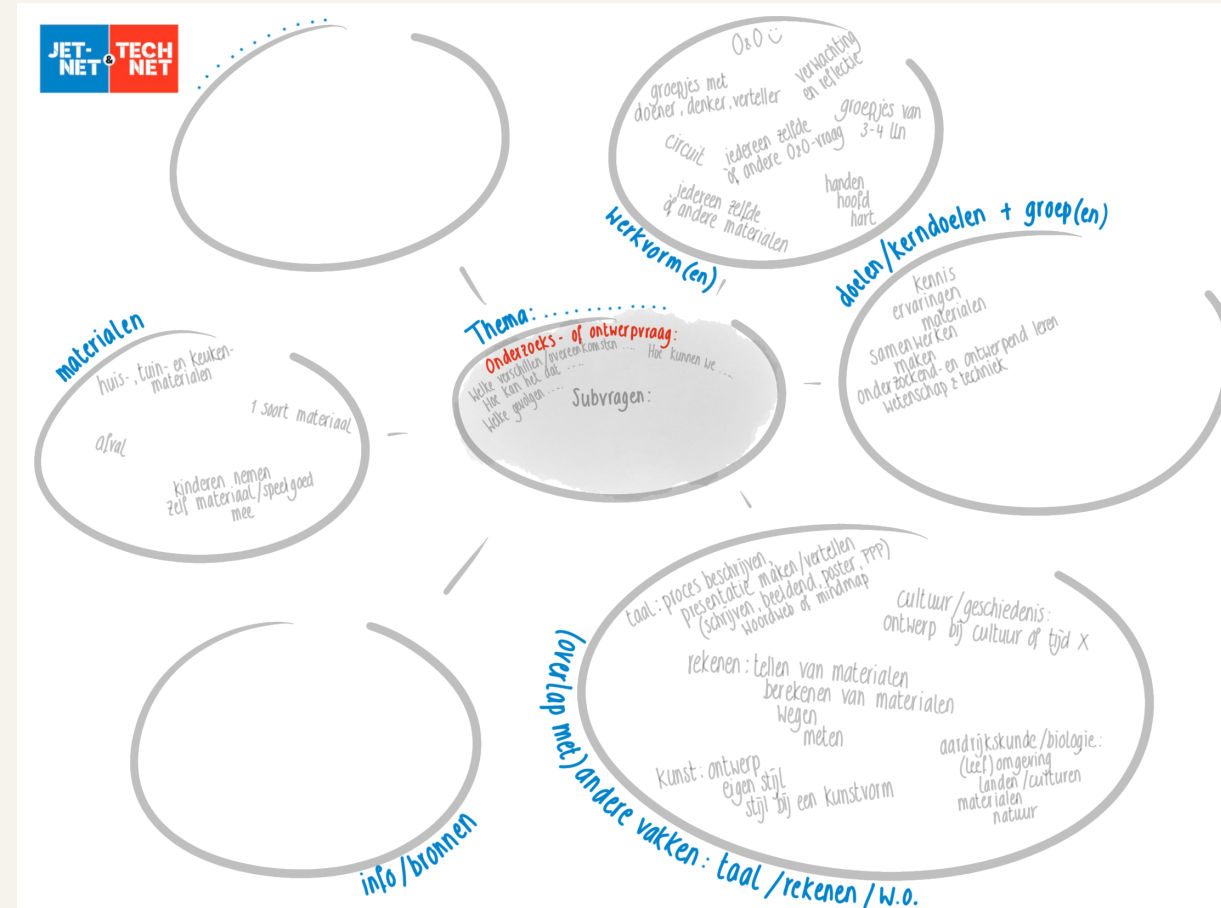 JET-
NET
&
TECH
NET
O&O
verwachting
en reflectie
groepjes met
doener, denker, verteller
groepjes van
3-4 lln
circuit
iedereen zelfde
óf andere O&O-vraag
iedereen zelfde
óf andere materialen
handen
hoofd
hart
werkvorm(en)
doelen/kerndoelen + groep(en)
kennis
ervaringen
materialen
samenwerken
maken
onderzoekend- en ontwerpend leren
wetenschap & techniek
Thema: ..............
Onderzoeks- of ontwerpvraag:
Welke verschillen/overeenkomsten ....
Hoe kan het dat ....
Welke gevolgen ....
Hoe kunnen we ....
Subvragen:
materialen
huis-, tuin- en keuken-
materialen
1 soort materiaal
afval
kinderen nemen
zelf materiaal/speelgoed
mee
info/bronnen
(overlap met) andere vakken: taal / rekenen / W.O.
taal: proces beschrijven,
presentatie maken/vertellen
(schrijven, beeldend, poster, PPP)
woordweb of mindmap
cultuur/geschiedenis:
ontwerp bij cultuur of tijd X
rekenen: tellen van materialen
berekenen van materialen
wegen
meten
kunst: ontwerp
eigen stijl
stijl bij een kunstvorm
aardrijkskunde/biologie:
(leef)omgeving
landen/culturen
materialen
natuur